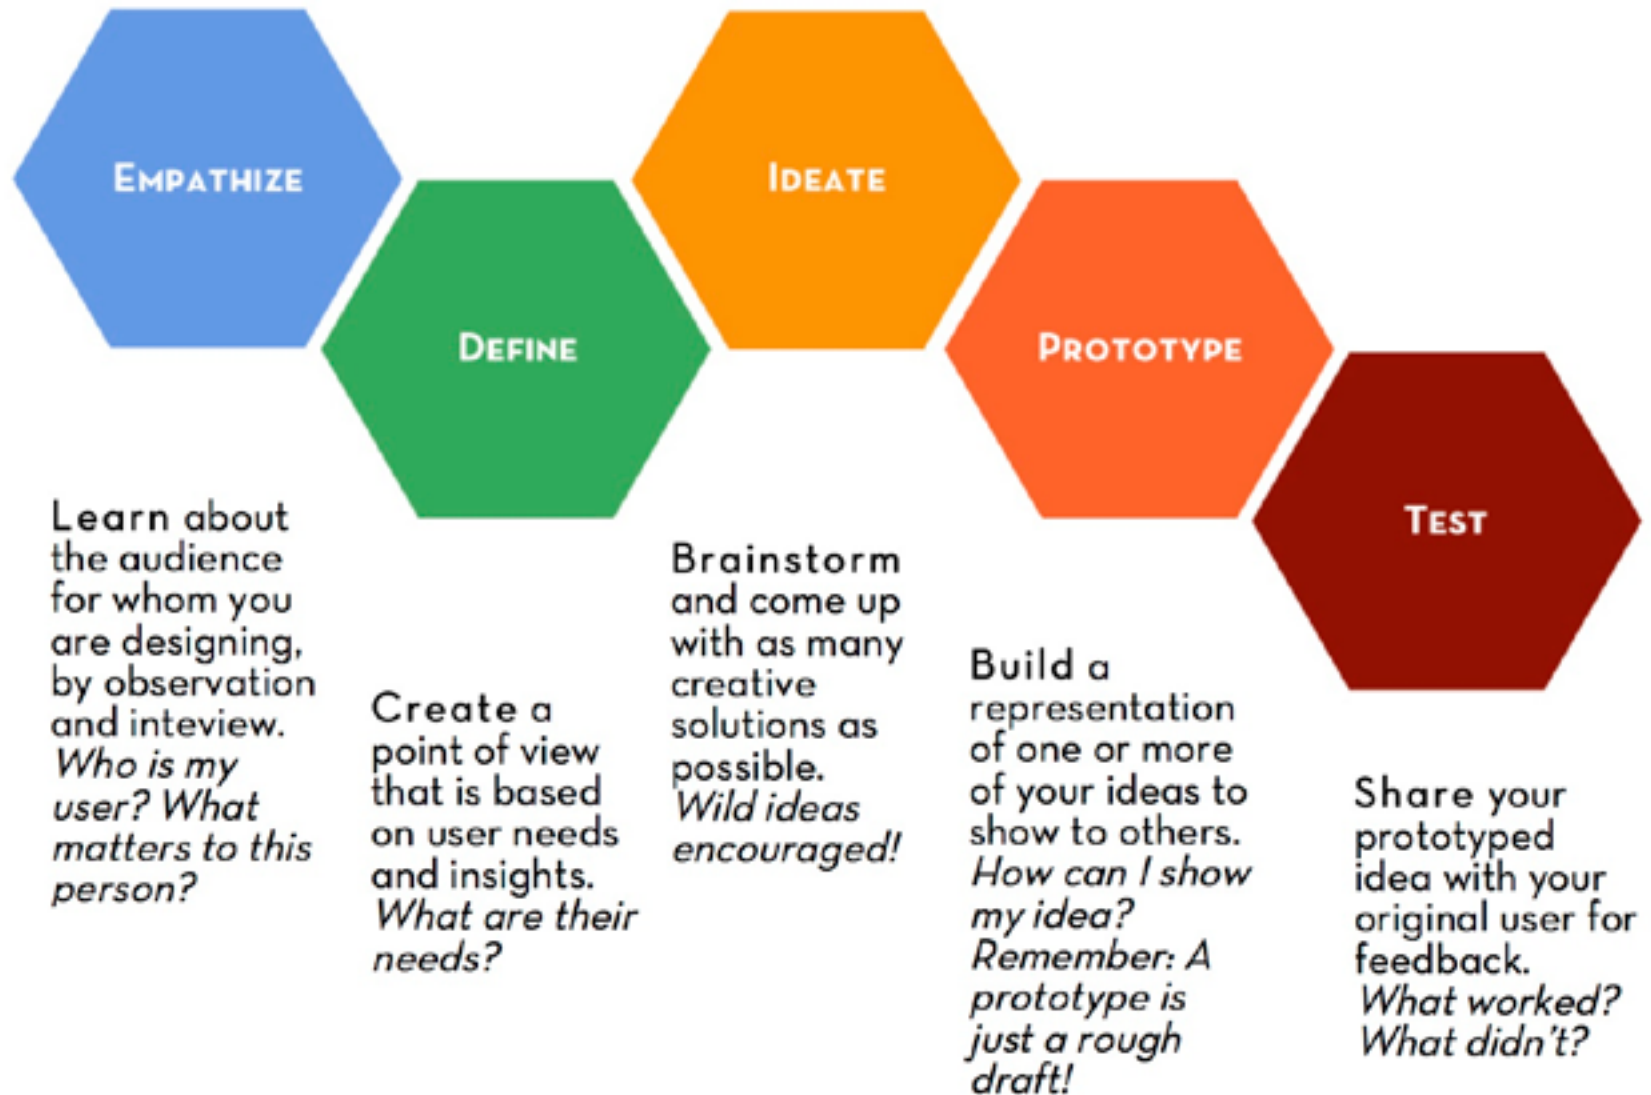 EMPATHIZE
DEFINE
IDEATE
PROTOTYPE
TEST
Learn about
the audience
for whom you
are designing,
by observation
and inteview.
Who is my
user? What
matters to this
person?
Create a
point of view
that is based
on user needs
and insights.
What are their
needs?
Brainstorm
and come up
with as many
creative
solutions as
possible.
Wild ideas
encouraged!
Build a
representation
of one or more
of your ideas to
show to others.
How can I show
my idea?
Remember: A
prototype is
just a rough
draft!
Share your
prototyped
idea with your
original user for
feedback.
What worked?
What didn't?